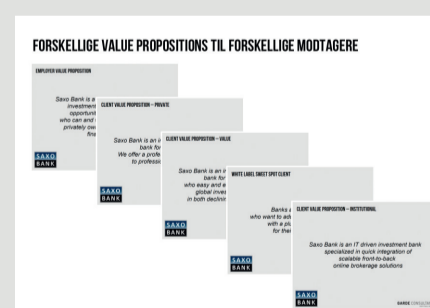 FORSKELLIGE VALUE PROPOSITIONS TIL FORSKELLIGE MODTAGERE
EMPLOYER VALUE PROPOSITION
Saxo Bank is a
investment
opportuni
who can and
privately ow
fina
SAXO
BANK
CLIENT VALUE PROPOSITION – PRIVATE
Saxo Bank is an i
bank for
We offer a profe
to professi
SAXO
BANK
CLIENT VALUE PROPOSITION – VALUE
Saxo Bank is an i
bank for
who easy and e
global inves
in both declinin
SAXO
BANK
WHITE LABEL SWEET SPOT CLIENT
Banks a
who want to ad
with a pl
for thei
SAXO
BANK
CLIENT VALUE PROPOSITION – INSTITUTIONAL
Saxo Bank is an IT driven investment bank
specialized in quick integration of
scalable front-to-back
online brokerage solutions
SAXO
BANK